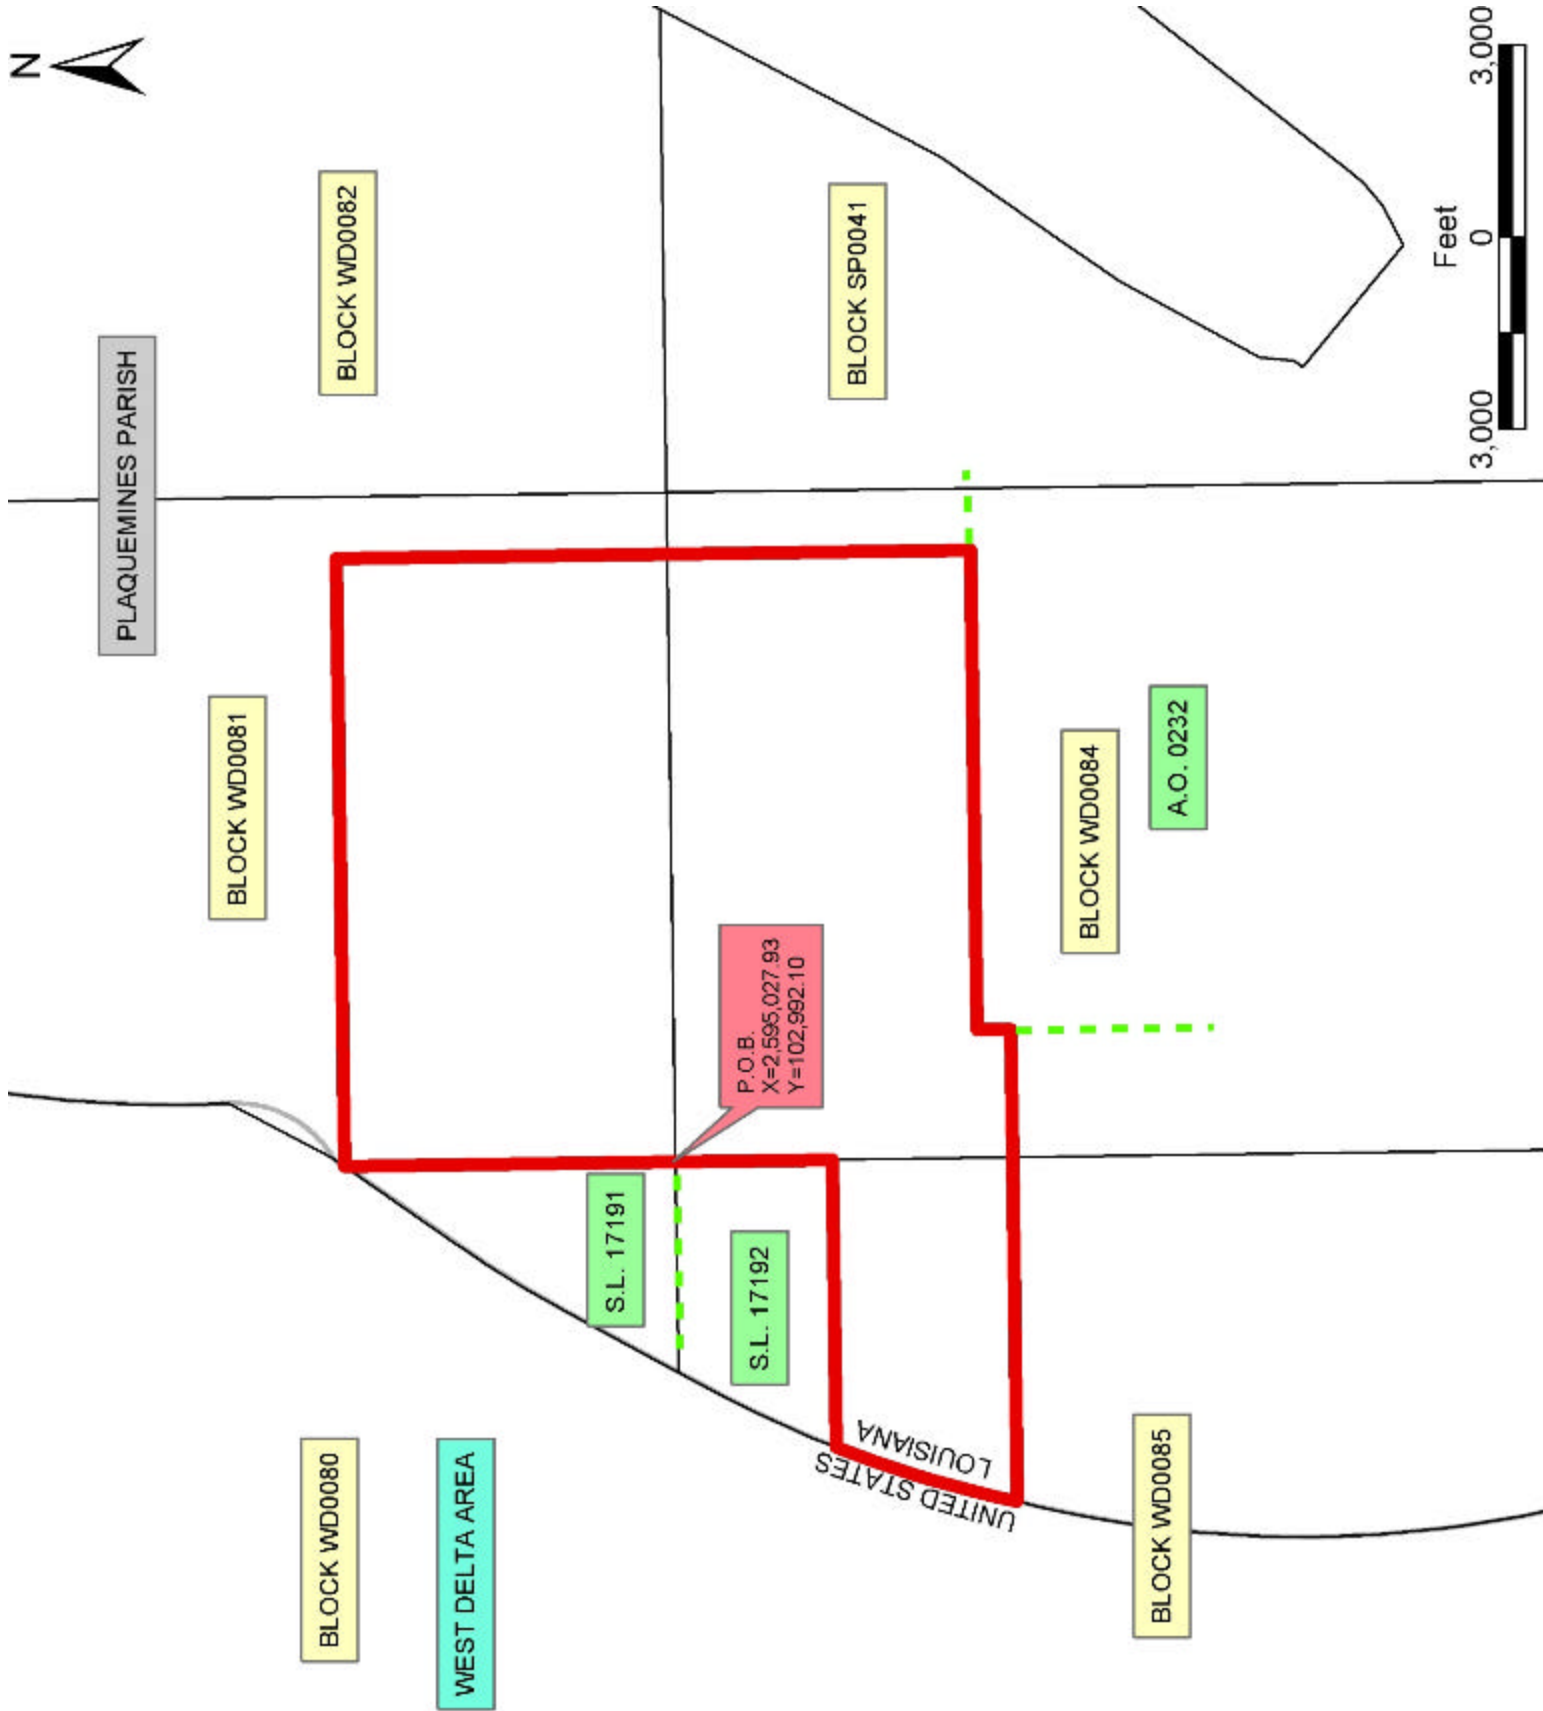 N
PLAQUEMINES PARISH
BLOCK WD0081
BLOCK WD0080
BLOCK WD0082
WEST DELTA AREA
S.L. 17191
S.L. 17192
P.O.B.
X=2,595,027.93
Y=102,992.10
BLOCK SP0041
UNITED STATES
LOUISIANA
BLOCK WD0084
BLOCK WD0085
A.O. 0232
Feet
3,000 0 3,000